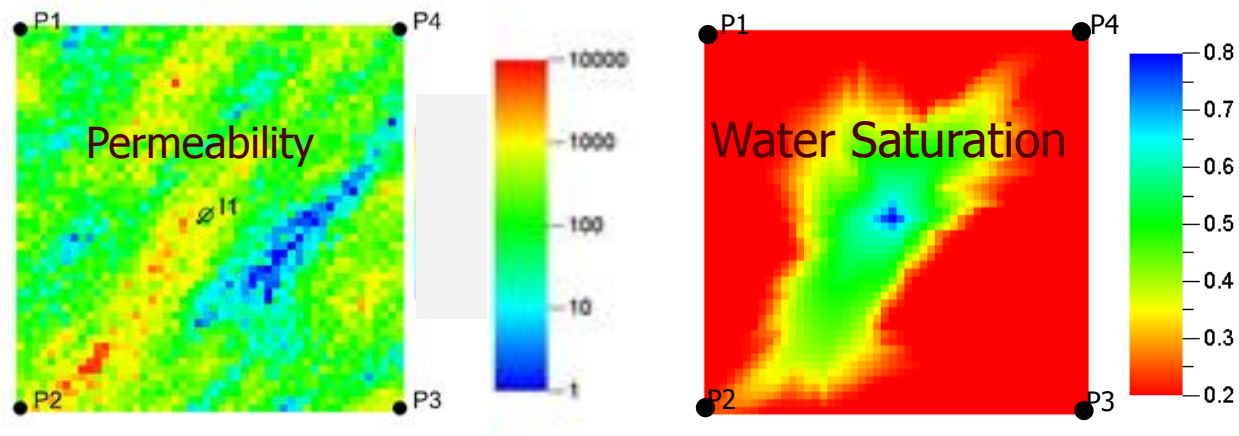 P1
P4
Permeability
I1
P2
P3
10000
1000
100
10
1
P1
P4
Water Saturation
P2
P3
0.8
0.7
0.6
0.5
0.4
0.3
0.2